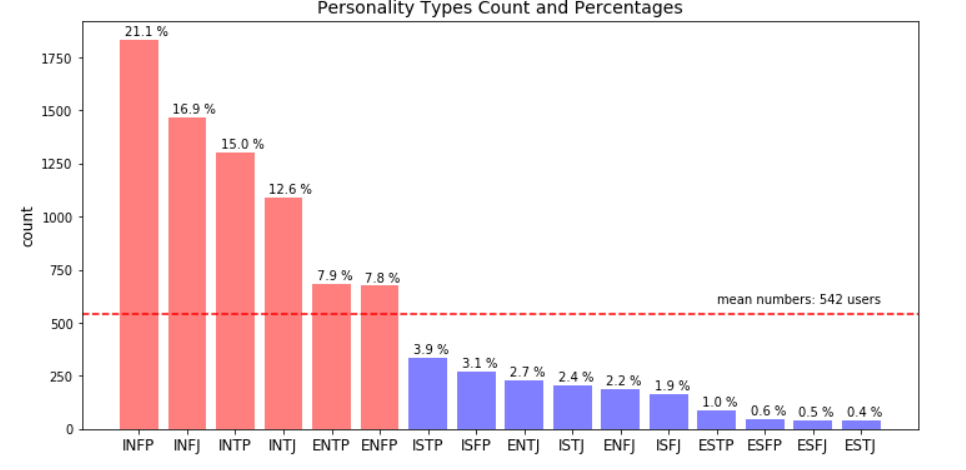 Personality Types Count and Percentages
21.1 %
1750
16.9 %
1500
15.0 %
1250
12.6 %
1000
count
750
7.9 % 7.8 %
mean numbers: 542 users
500
3.9 % 3.1 % 2.7 % 2.4 % 2.2 % 1.9 % 1.0 % 0.6 % 0.5 % 0.4 %
250
0
INFP INFJ INTP INTJ ENTP ENFP ISTP ISFP ENTJ ISTJ ENFJ ISFJ ESTP ESFP ESFJ ESTJ